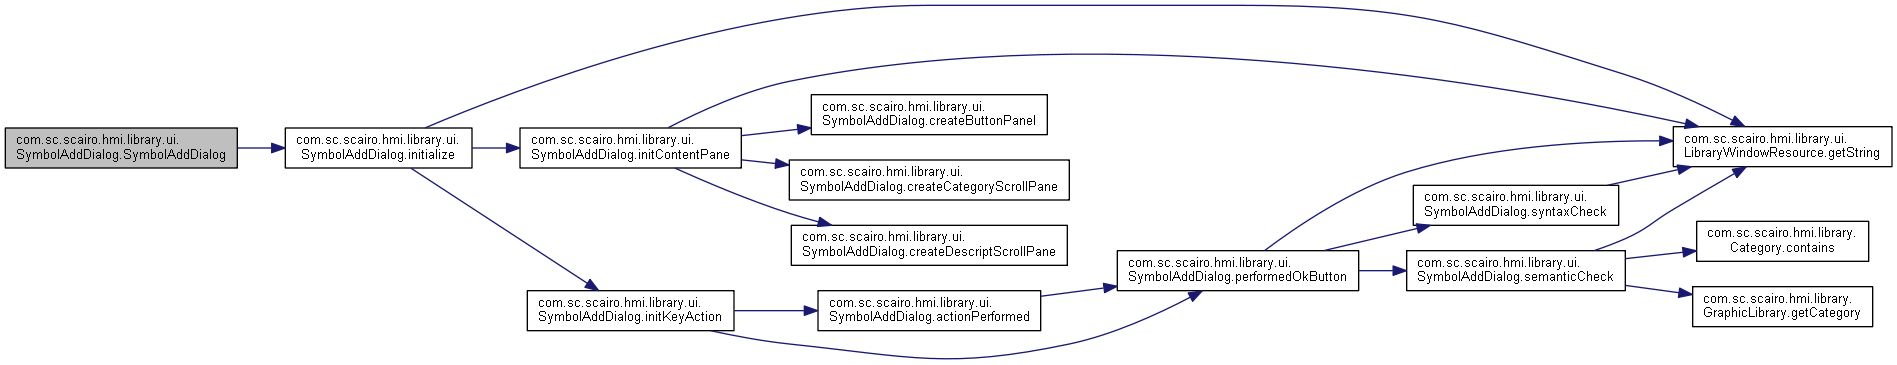 com.sc.scairo.hmi.library.ui.
SymbolAddDialog.SymbolAddDialog
com.sc.scairo.hmi.library.ui.
SymbolAddDialog.initialize
com.sc.scairo.hmi.library.ui.
SymbolAddDialog.initContentPane
com.sc.scairo.hmi.library.ui.
SymbolAddDialog.createButtonPanel
com.sc.scairo.hmi.library.ui.
SymbolAddDialog.createCategoryScrollPane
com.sc.scairo.hmi.library.ui.
SymbolAddDialog.createDescriptScrollPane
com.sc.scairo.hmi.library.ui.
SymbolAddDialog.initKeyAction
com.sc.scairo.hmi.library.ui.
SymbolAddDialog.actionPerformed
com.sc.scairo.hmi.library.ui.
SymbolAddDialog.performedOkButton
com.sc.scairo.hmi.library.ui.
SymbolAddDialog.syntaxCheck
com.sc.scairo.hmi.library.ui.
SymbolAddDialog.semanticCheck
com.sc.scairo.hmi.library.ui.
LibraryWindowResource.getString
com.sc.scairo.hmi.library.
Category.contains
com.sc.scairo.hmi.library.
GraphicLibrary.getCategory